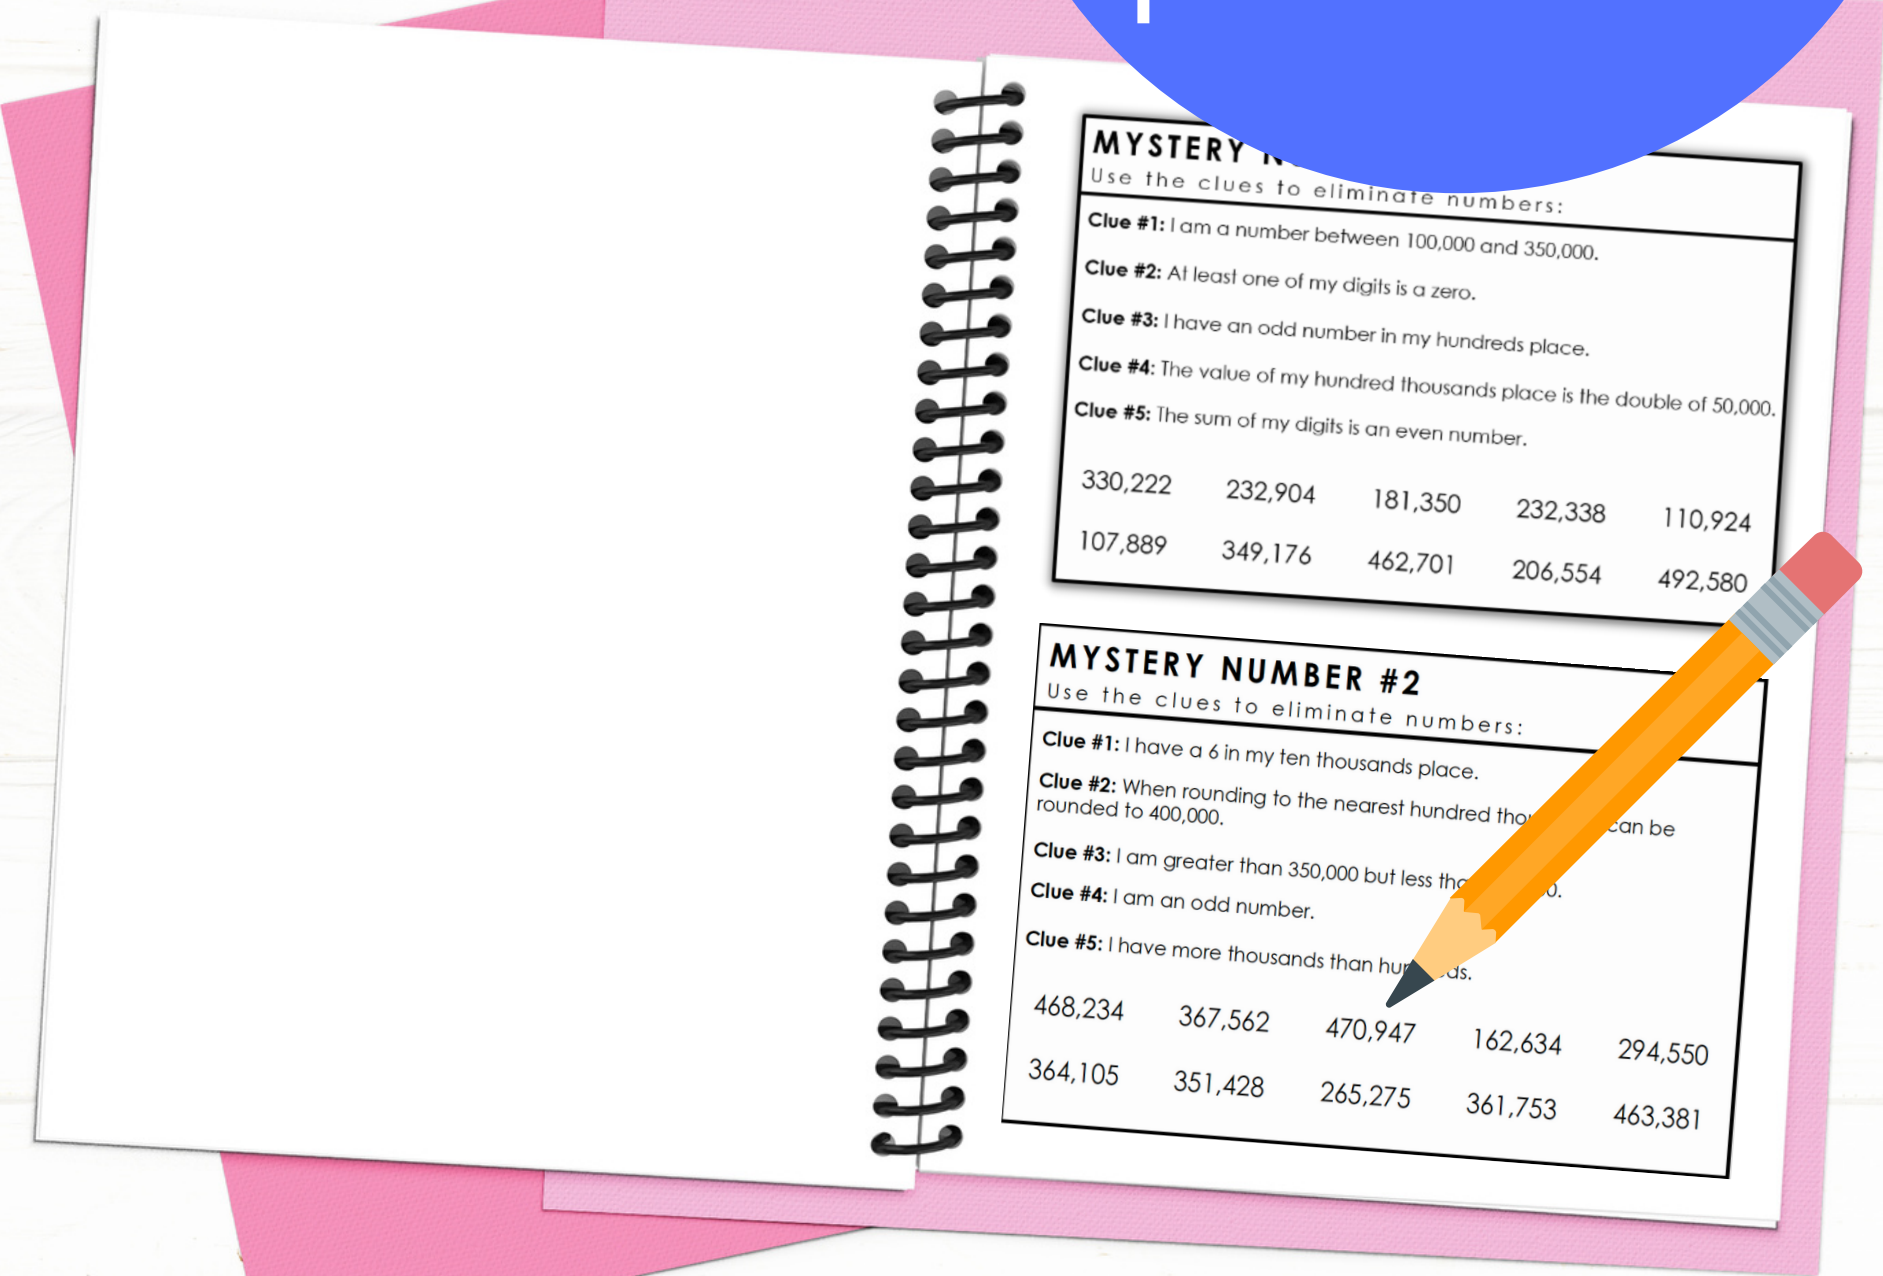 MYSTERY
Use the clues to eliminate numbers:
Clue #1: I am a number between 100,000 and 350,000.
Clue #2: At least one of my digits is a zero.
Clue #3: I have an odd number in my hundreds place.
Clue #4: The value of my hundred thousands place is the double of 50,000.
Clue #5: The sum of my digits is an even number.
330,222 232,904 181,350 232,338 110,924
107,889 349,176 462,701 206,554 492,580
MYSTERY NUMBER #2
Use the clues to eliminate numbers:
Clue #1: I have a 6 in my ten thousands place.
Clue #2: When rounding to the nearest hundred can be
rounded to 400,000.
Clue #3: I am greater than 350,000 but less
Clue #4: I am an odd number.
Clue #5: I have more thousands than
468,234 367,562 470,947 162,634 294,550
364,105 351,428 265,275 361,753 463,381